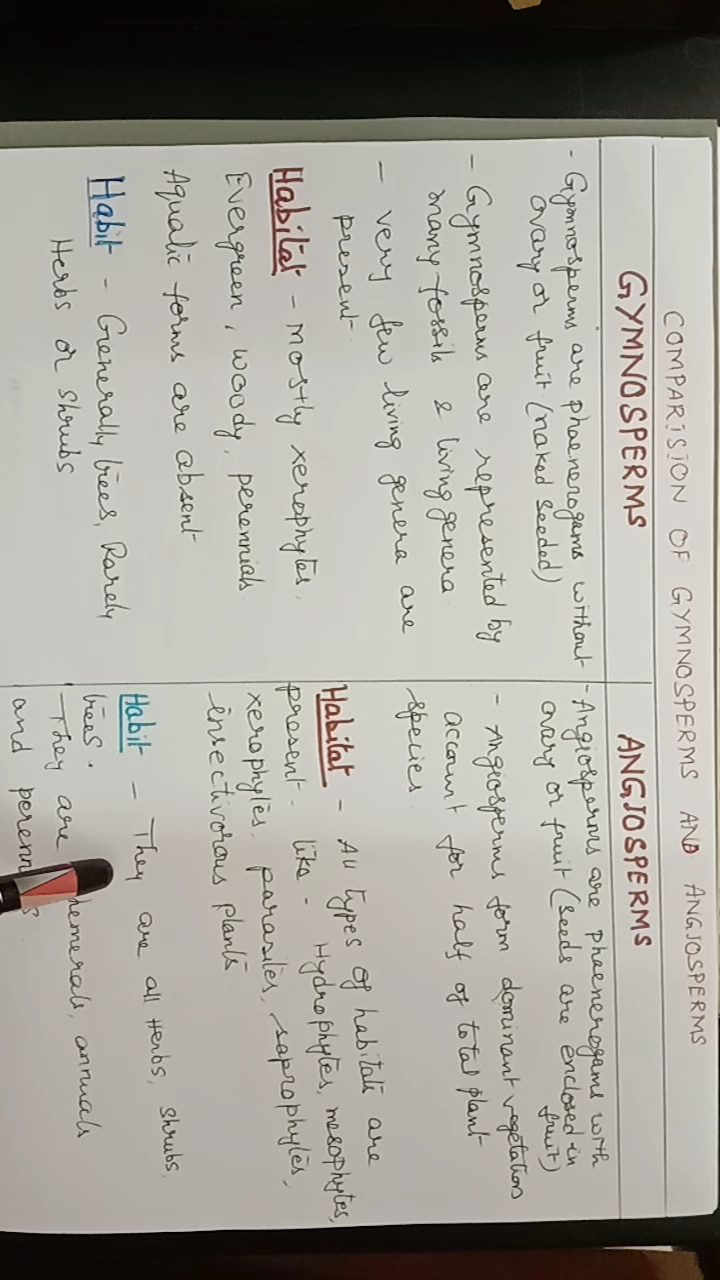 COMPARISION OF GYMNOSPERMS AND ANGIOSPERMS
GYMNOSPERMS
- Gymnosperms are phaenerogams without
ovary or fruit (naked seeded)
- Gymnosperms are represented by
many fossils & living genera.
- very few living genera are
present.
Habitat - mostly xerophytes,
Evergreen, woody, perennials.
Aquatic forms are absent
Habit - Generally trees, Rarely
Herbs or shrubs
ANGIOSPERMS
- Angiosperms are phaenerogams with
ovary or fruit (seeds are enclosed in
fruit)
- Angiosperms form dominant vegetation
account for half of total plant
species.
Habitat - All types of habitats are
present. like - Hydrophytes, mesophytes,
xerophytes, parasites, saprophytes,
insectivorous plants.
Habit - They are all Herbs, shrubs,
trees.
- They are annuals
and